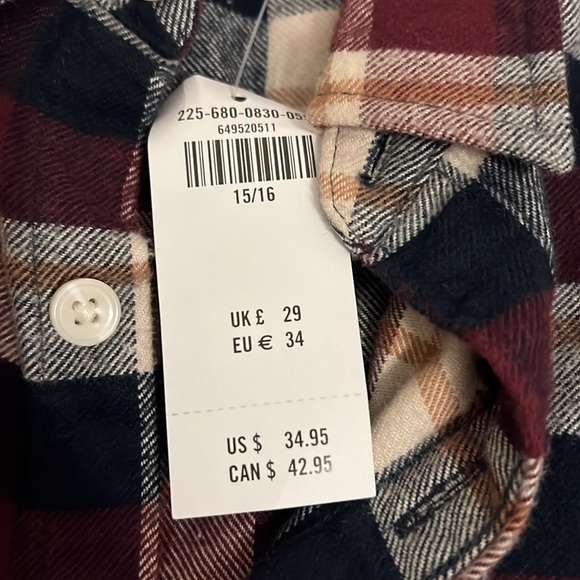 225-680-0830-05
649520511
15/16
UK £ 29
EU € 34
US $ 34.95
CAN $ 42.95